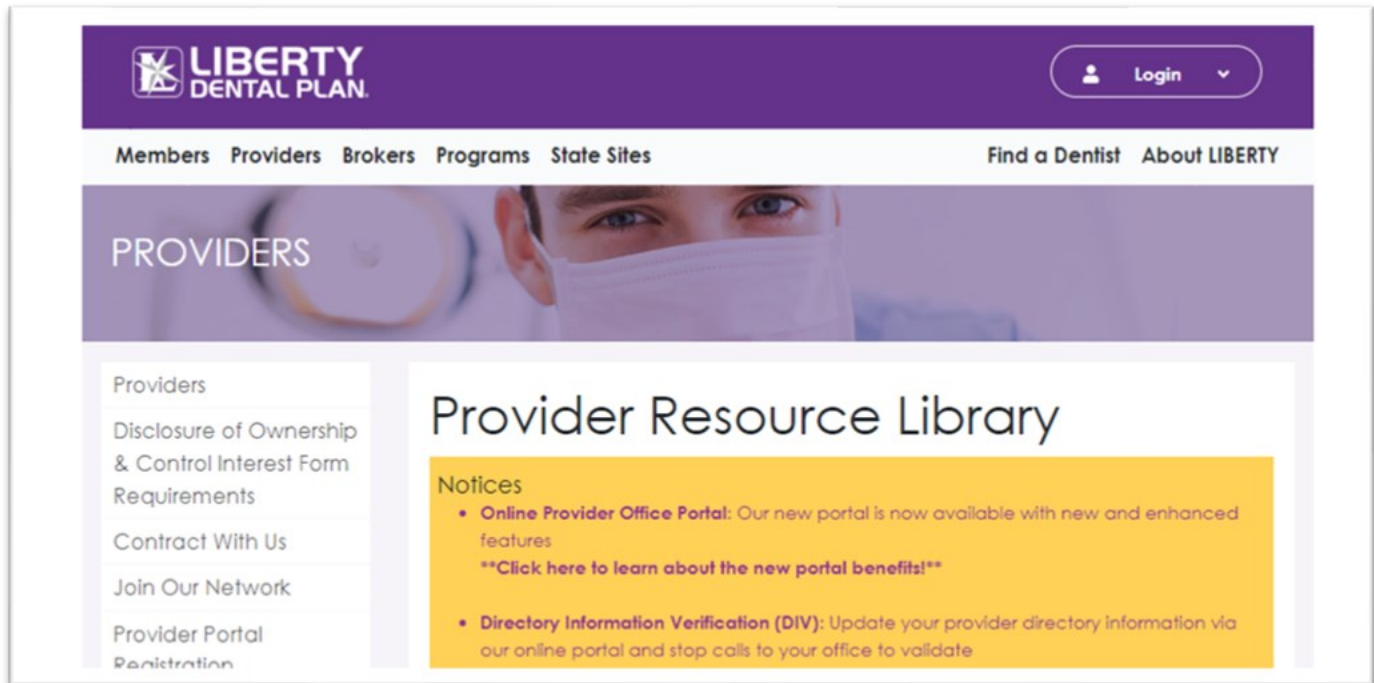 LIBERTY
DENTAL PLAN.
Login
Members Providers Brokers Programs State Sites Find a Dentist About LIBERTY
PROVIDERS
Providers
Disclosure of Ownership
& Control Interest Form
Requirements
Contract With Us
Join Our Network
Provider Portal
Registration
Provider Resource Library
Notices
• Online Provider Office Portal: Our new portal is now available with new and enhanced
features
**Click here to learn about the new portal benefits!**
• Directory Information Verification (DIV): Update your provider directory information via
our online portal and stop calls to your office to validate